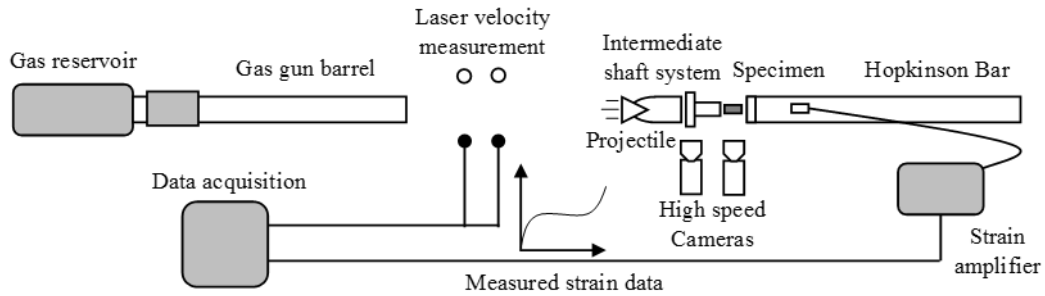 Laser velocity
measurement
Gas reservoir
Gas gun barrel
Intermediate
shaft system
Specimen
Hopkinson Bar
Projectile
Data acquisition
High speed
Cameras
Strain
amplifier
Measured strain data